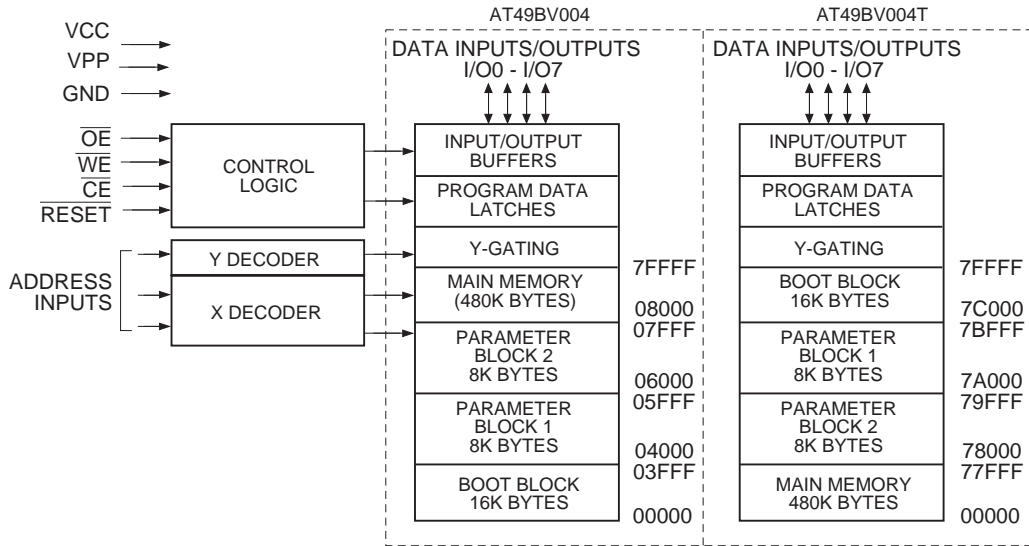 AT49BV004
AT49BV004T
VCC
VPP
GND
OE
WE
CE
RESET
ADDRESS
INPUTS
CONTROL
LOGIC
Y DECODER
X DECODER
DATA INPUTS/OUTPUTS
I/O0 - I/O7
INPUT/OUTPUT
BUFFERS
PROGRAM DATA
LATCHES
Y-GATING
7FFFF
MAIN MEMORY
(480K BYTES)
08000
07FFF
PARAMETER
BLOCK 2
8K BYTES
06000
05FFF
PARAMETER
BLOCK 1
8K BYTES
04000
03FFF
BOOT BLOCK
16K BYTES
00000
DATA INPUTS/OUTPUTS
I/O0 - I/O7
INPUT/OUTPUT
BUFFERS
PROGRAM DATA
LATCHES
Y-GATING
7FFFF
BOOT BLOCK
16K BYTES
7C000
7BFFF
PARAMETER
BLOCK 1
8K BYTES
7A000
79FFF
PARAMETER
BLOCK 2
8K BYTES
78000
77FFF
MAIN MEMORY
480K BYTES
00000